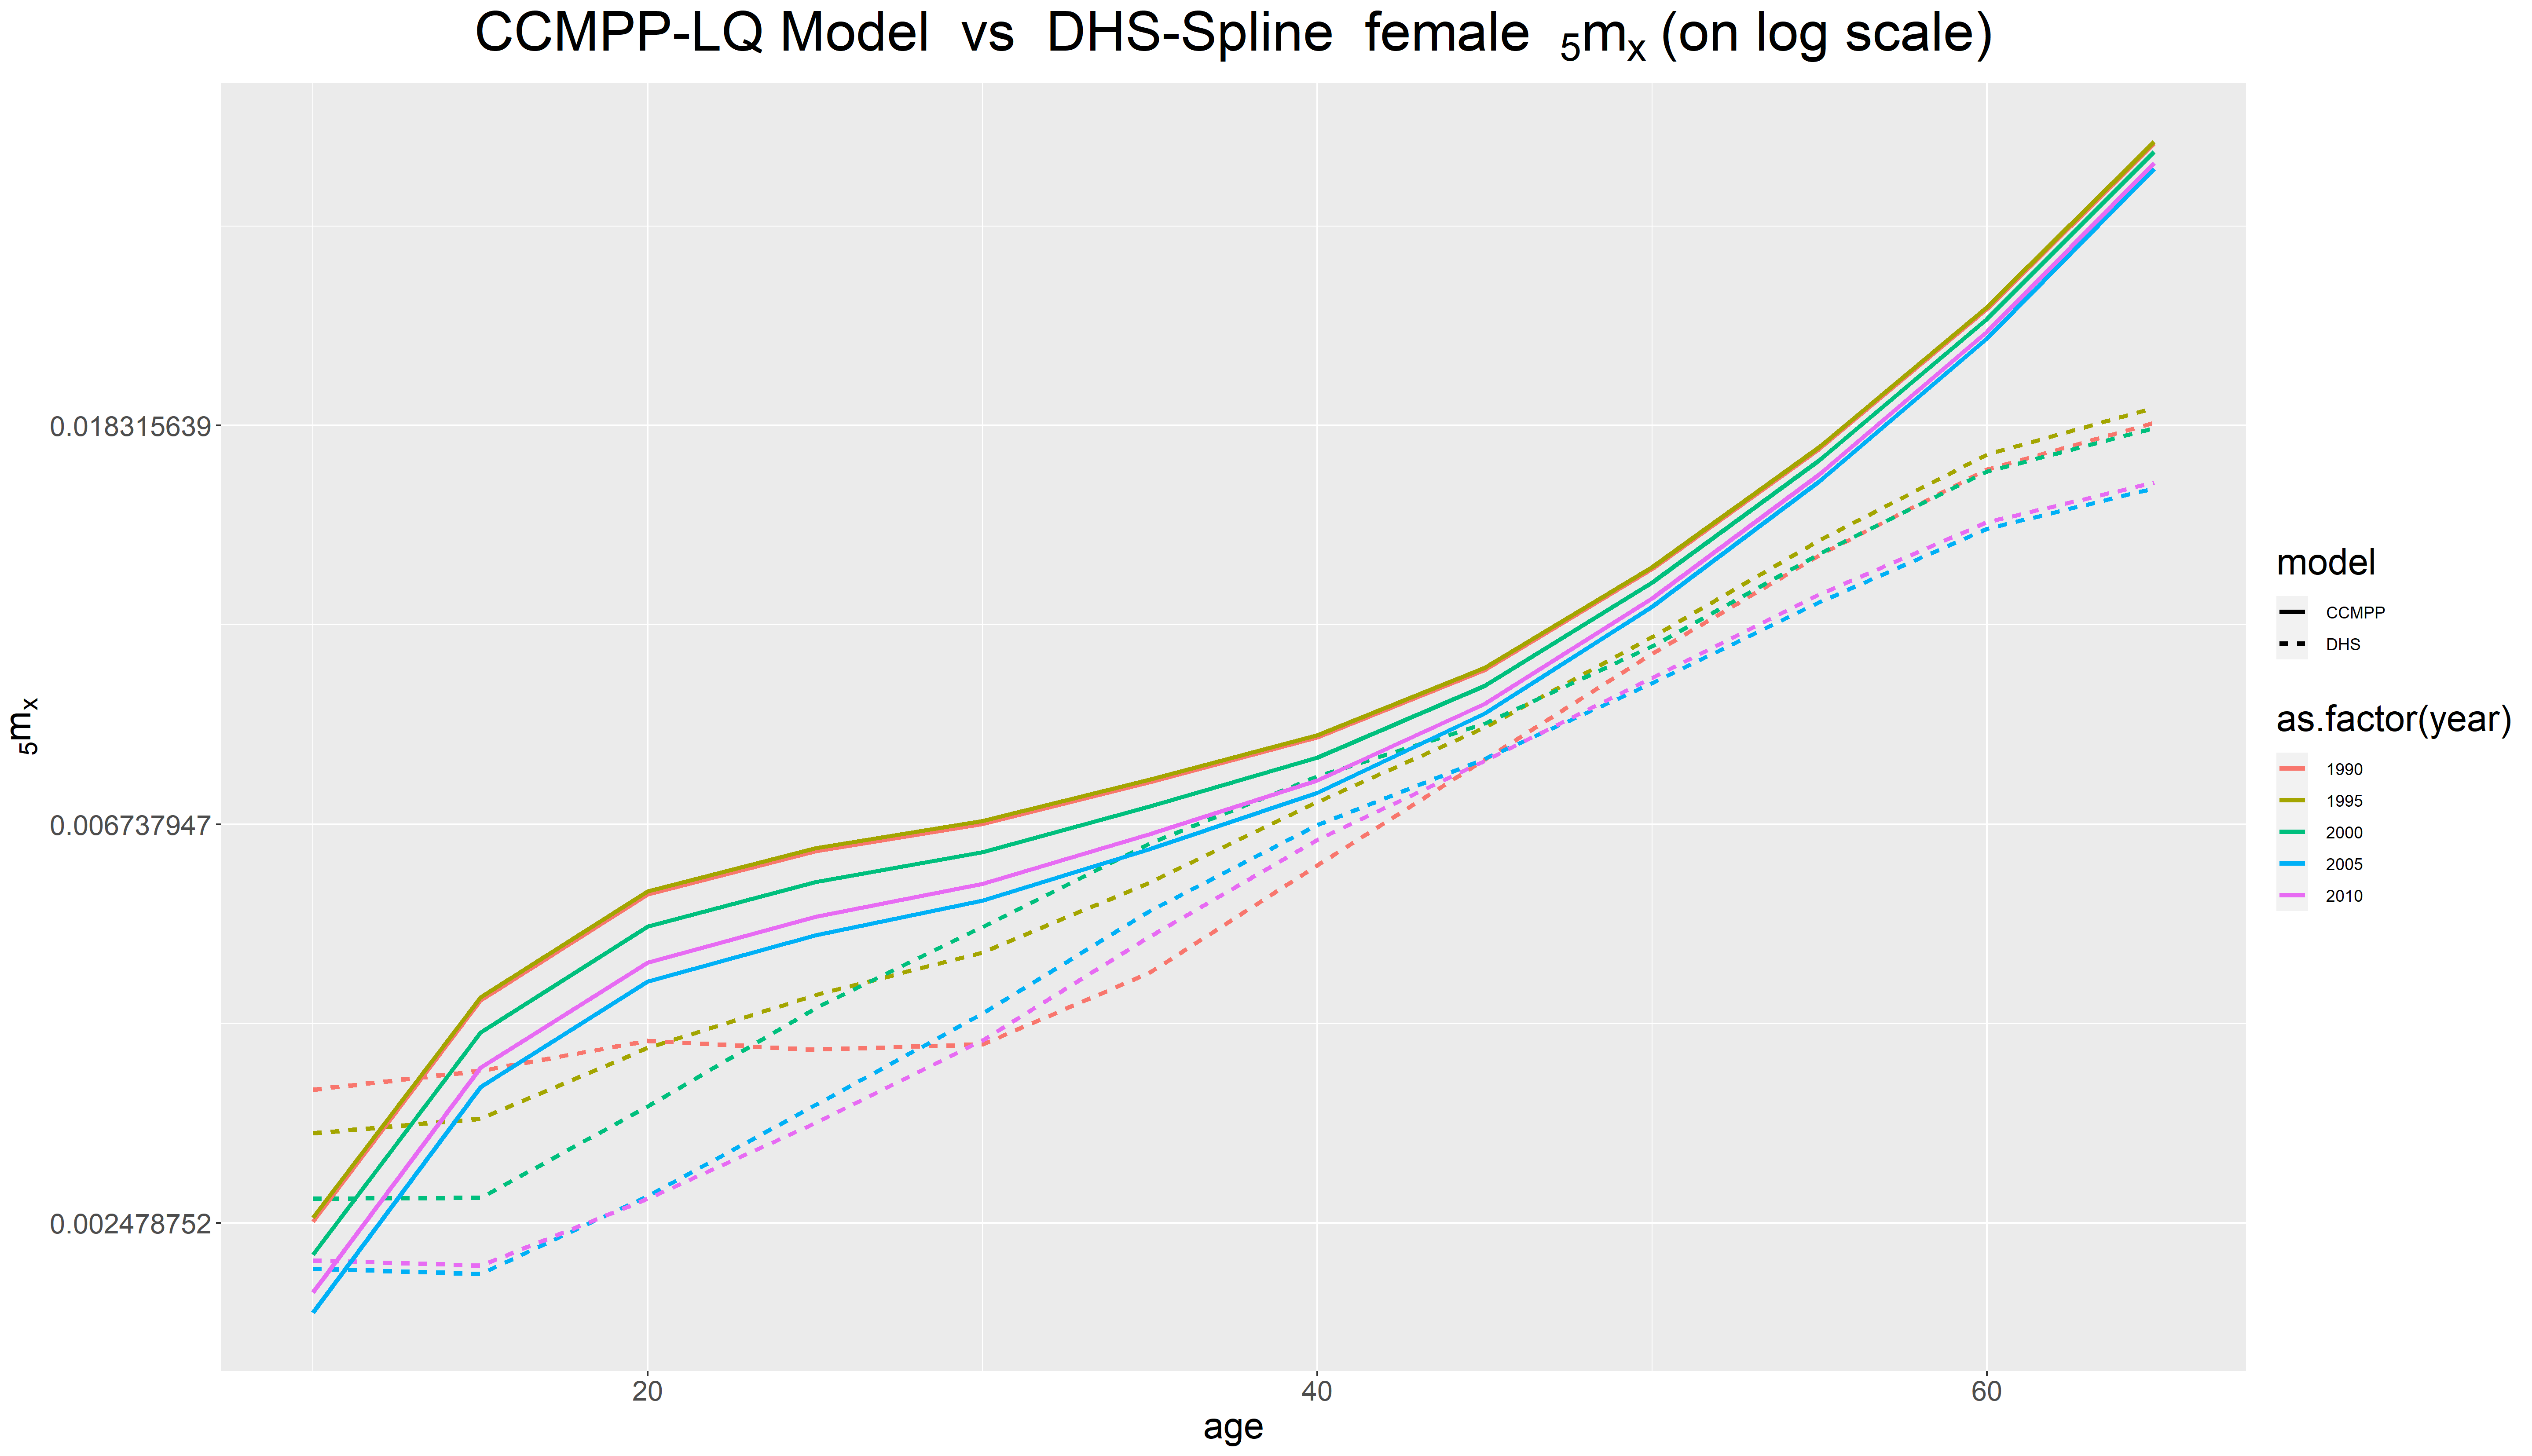 CCMPP-LQ Model vs DHS-Spline female ₅mₓ (on log scale)
0.018315639
0.006737947
0.002478752
₅mₓ
20
40
60
age
model
CCMPP
DHS
as.factor(year)
1990
1995
2000
2005
2010